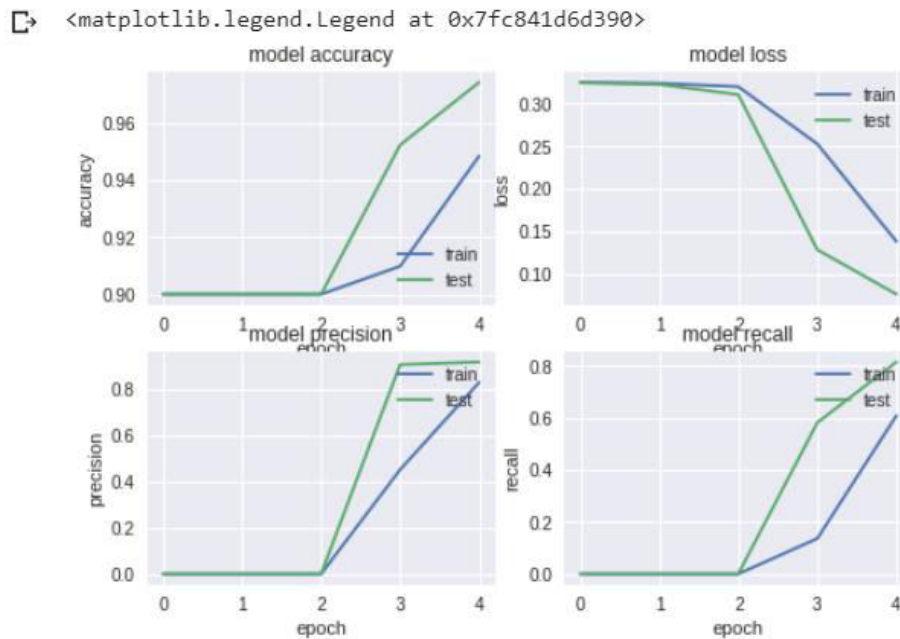 <matplotlib.legend.Legend at 0x7fc841d6d390>
model accuracy
accuracy
0.96
0.94
0.92
0.90
train
test
0 1 2 3 4
epoch
model loss
loss
0.30
0.25
0.20
0.15
0.10
train
test
0 1 2 3 4
epoch
model precision
precision
0.8
0.6
0.4
0.2
0.0
train
test
0 1 2 3 4
epoch
model recall
recall
0.8
0.6
0.4
0.2
0.0
train
test
0 1 2 3 4
epoch